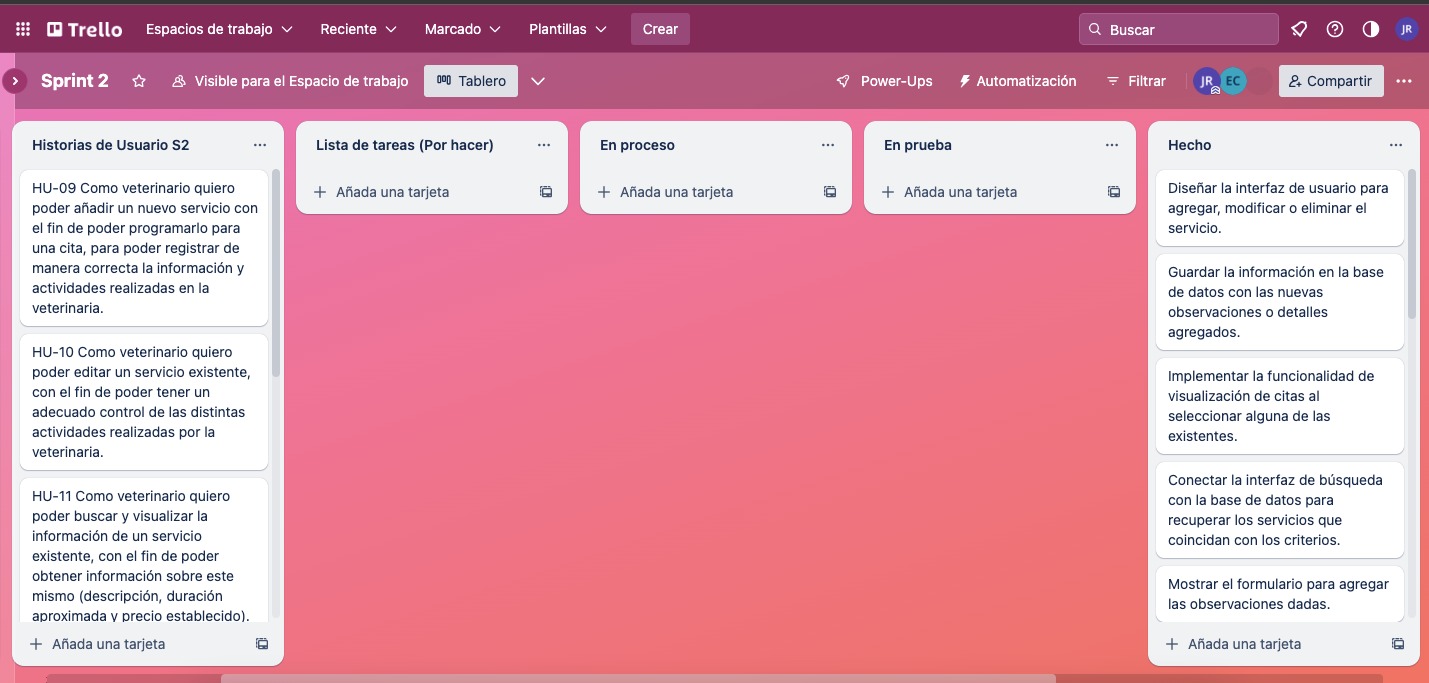 Trello
Espacios de trabajo
Reciente
Marcado
Plantillas
Crear
Buscar
JR
Sprint 2
Visible para el Espacio de trabajo
Tablero
Power-Ups
Automatización
Filtrar
JR
EC
Compartir
Historias de Usuario S2
HU-09 Como veterinario quiero
poder añadir un nuevo servicio con
el fin de poder programarlo para
una cita, para poder registrar de
manera correcta la información y
actividades realizadas en la
veterinaria.
HU-10 Como veterinario quiero
poder editar un servicio existente,
con el fin de poder tener un
adecuado control de las distintas
actividades realizadas por la
veterinaria.
HU-11 Como veterinario quiero
poder buscar y visualizar la
información de un servicio
existente, con el fin de poder
obtener información sobre este
mismo (descripción, duración
aproximada y precio establecido).
Añada una tarjeta
Lista de tareas (Por hacer)
Añada una tarjeta
En proceso
Añada una tarjeta
En prueba
Añada una tarjeta
Hecho
Diseñar la interfaz de usuario para
agregar, modificar o eliminar el
servicio.
Guardar la información en la base
de datos con las nuevas
observaciones o detalles
agregados.
Implementar la funcionalidad de
visualización de citas al
seleccionar alguna de las
existentes.
Conectar la interfaz de búsqueda
con la base de datos para
recuperar los servicios que
coincidan con los criterios.
Mostrar el formulario para agregar
las observaciones dadas.
Añada una tarjeta